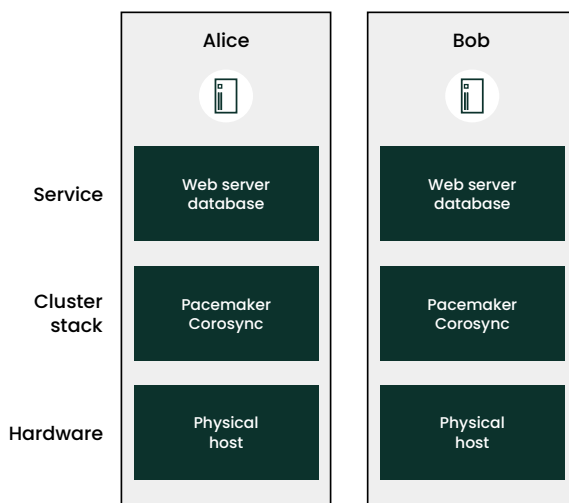 Alice
Bob
Service
Web server
database
Web server
database
Cluster
stack
Pacemaker
Corosync
Pacemaker
Corosync
Hardware
Physical
host
Physical
host